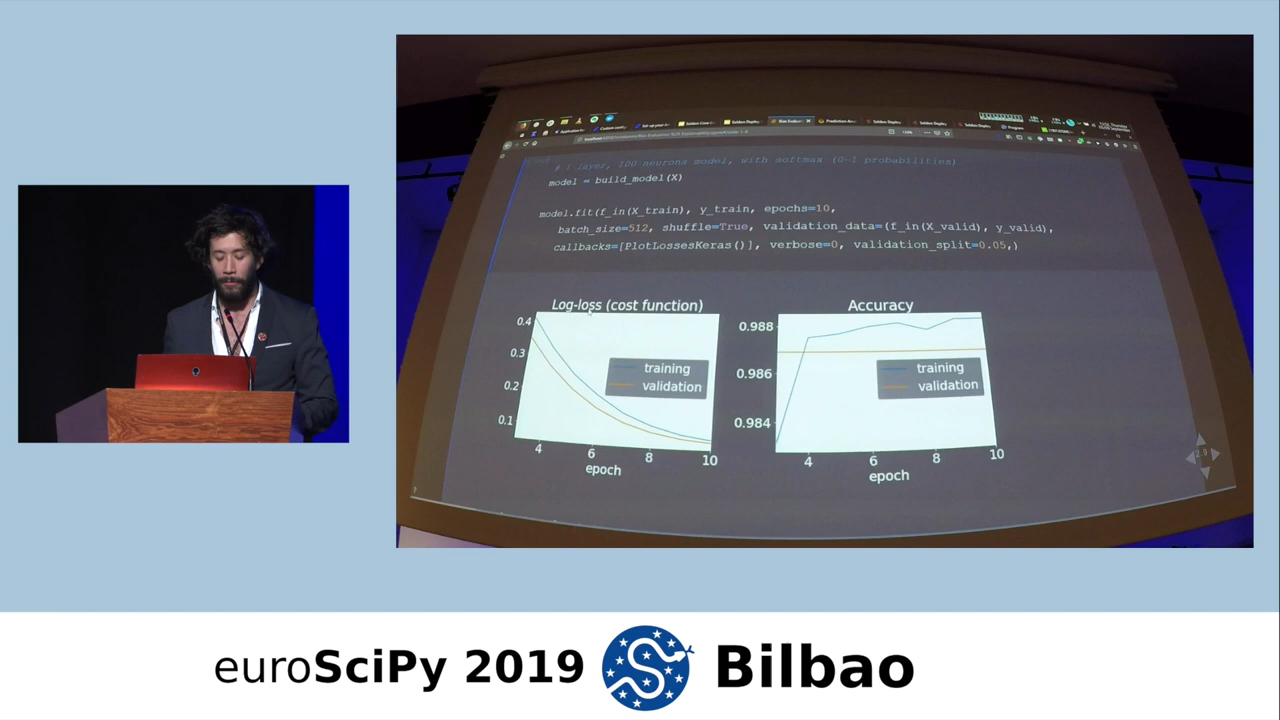 # 1 layer, 100 neurons model, with softmax (0-1 probabilities)
model = build_model(X)
model.fit(f_in(X_train), y_train, epochs=10,
batch_size=512, shuffle=True, validation_data=(f_in(X_valid), y_valid),
callbacks=[PlotLossesKeras()], verbose=0, validation_split=0.05,)
Log-loss (cost function)
0.4
0.3
0.2
0.1
training
validation
4 6 8 10
epoch
Accuracy
0.988
0.986
0.984
training
validation
4 6 8 10
epoch
2.9
euroSciPy 2019 Bilbao